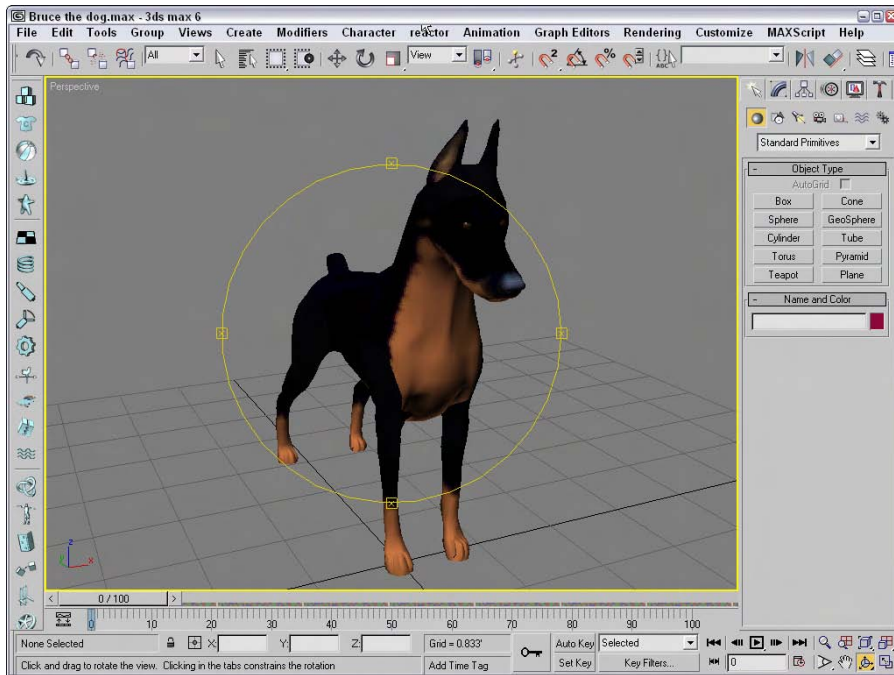 Bruce the dog.max - 3ds max 6
File Edit Tools Group Views Create Modifiers Character reactor Animation Graph Editors Rendering Customize MAXScript Help
All
View
ABC
Perspective
Standard Primitives
- Object Type
AutoGrid
Box Cone
Sphere GeoSphere
Cylinder Tube
Torus Pyramid
Teapot Plane
- Name and Color
z
y x
< 0 / 100 >
0 10 20 30 40 50 60 70 80 90 100
None Selected X: Y: Z: Grid = 0.833' Auto Key Selected
Click and drag to rotate the view. Clicking in the tabs constrains the rotation Add Time Tag Set Key Key Filters... 0